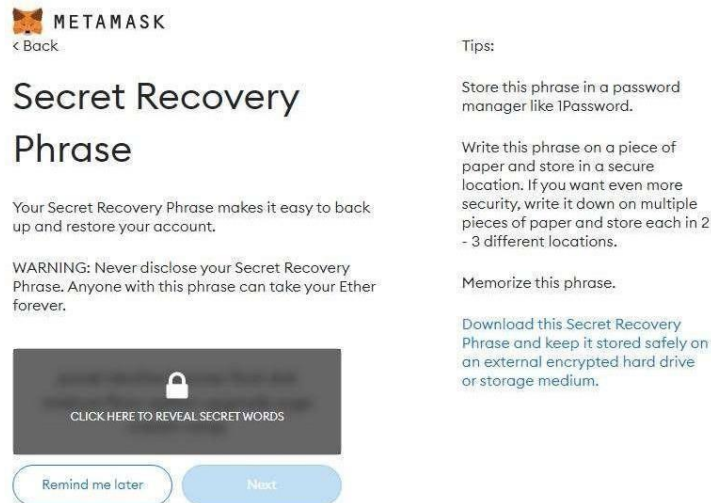 METAMASK
< Back
Secret Recovery
Phrase
Your Secret Recovery Phrase makes it easy to back
up and restore your account.
WARNING: Never disclose your Secret Recovery
Phrase. Anyone with this phrase can take your Ether
forever.
CLICK HERE TO REVEAL SECRET WORDS
Remind me later
Next
Tips:
Store this phrase in a password
manager like 1Password.
Write this phrase on a piece of
paper and store in a secure
location. If you want even more
security, write it down on multiple
pieces of paper and store each in 2
- 3 different locations.
Memorize this phrase.
Download this Secret Recovery
Phrase and keep it stored safely on
an external encrypted hard drive
or storage medium.